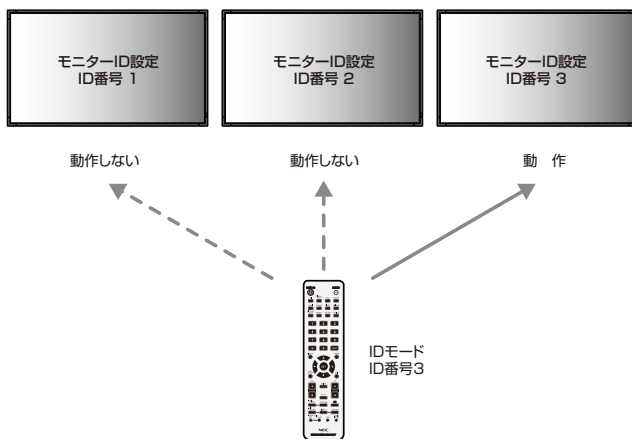 モニターID設定
ID番号 1
モニターID設定
ID番号 2
モニターID設定
ID番号 3
動作しない
動作しない
動　作
IDモード
ID番号3
NEC